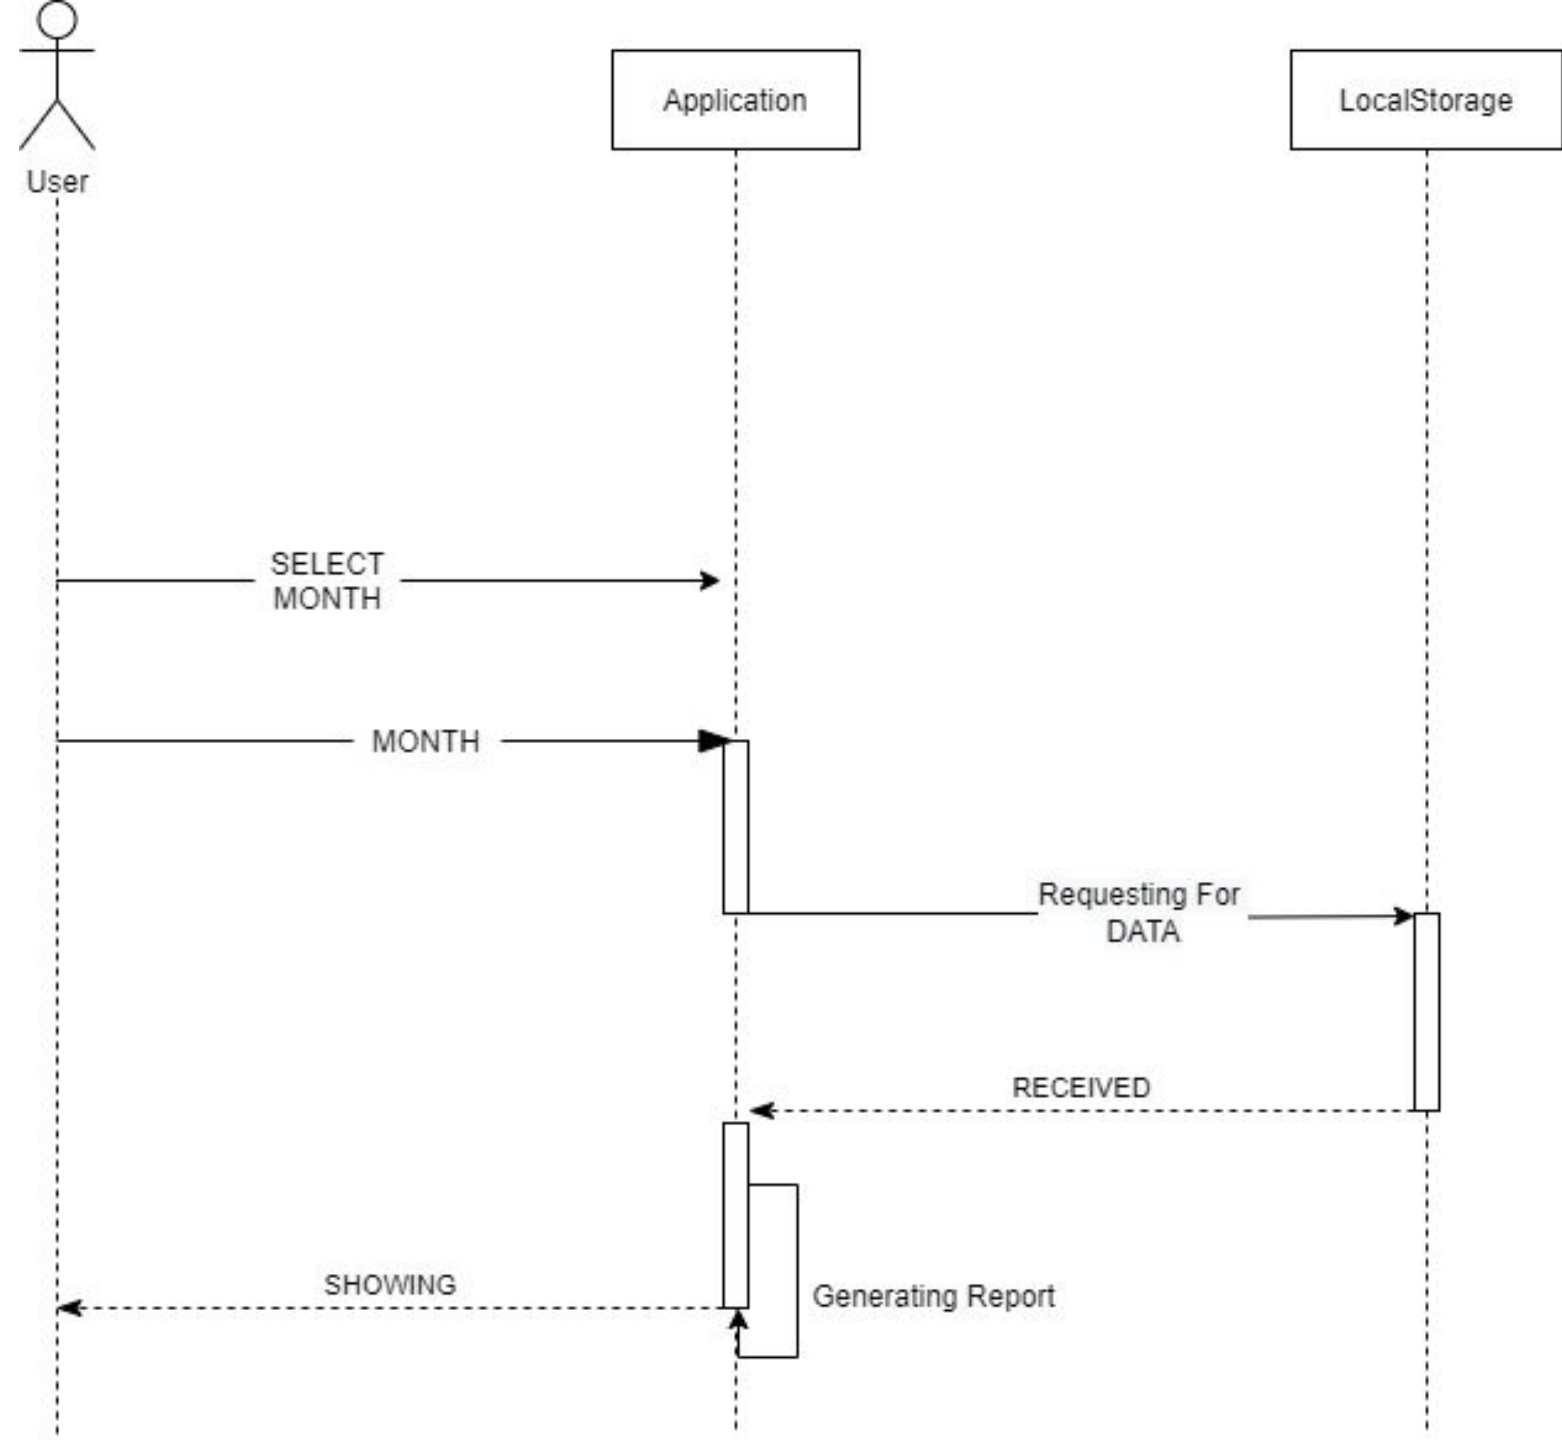 Application
LocalStorage
User
SELECT
MONTH
MONTH
Requesting For
DATA
RECEIVED
SHOWING
Generating Report